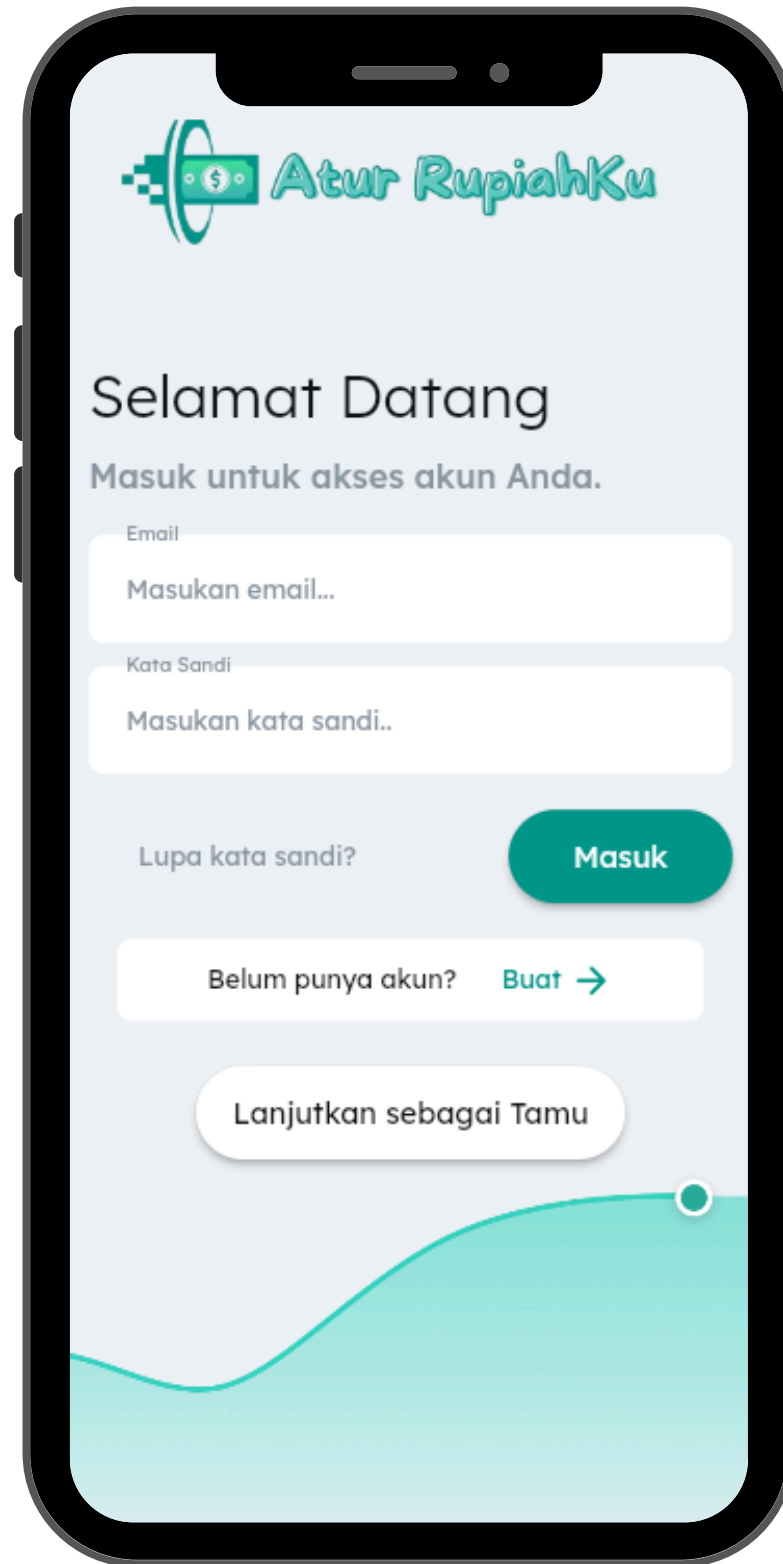 $
Atur RupiahKu
Selamat Datang
Masuk untuk akses akun Anda.
Email
Masukan email...
Kata Sandi
Masukan kata sandi..
Lupa kata sandi?
Masuk
Belum punya akun? Buat →
Lanjutkan sebagai Tamu